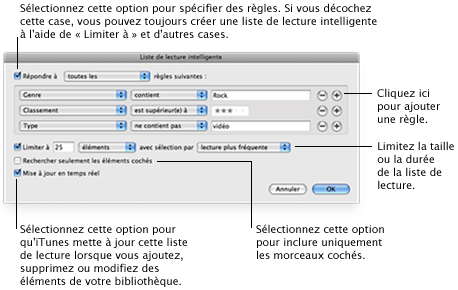 Sélectionnez cette option pour spécifier des règles. Si vous décochez
cette case, vous pouvez toujours créer une liste de lecture intelligente
à l'aide de « Limiter à » et d'autres cases.
Liste de lecture intelligente
Répondre à toutes les règles suivantes :
Genre contient Rock
Classement est supérieur(e) à ★★★
Type ne contient pas vidéo
Cliquez ici
pour ajouter
une règle.
Limiter à 25 éléments avec sélection par lecture plus fréquente
Rechercher seulement les éléments cochés
Mise à jour en temps réel
Limitez la taille
ou la durée
de la liste de
lecture.
Annuler OK
Sélectionnez cette option pour
qu'iTunes mette à jour cette liste
de lecture lorsque vous ajoutez,
supprimez ou modifiez des
éléments de votre bibliothèque.
Sélectionnez cette option
pour inclure uniquement
les morceaux cochés.